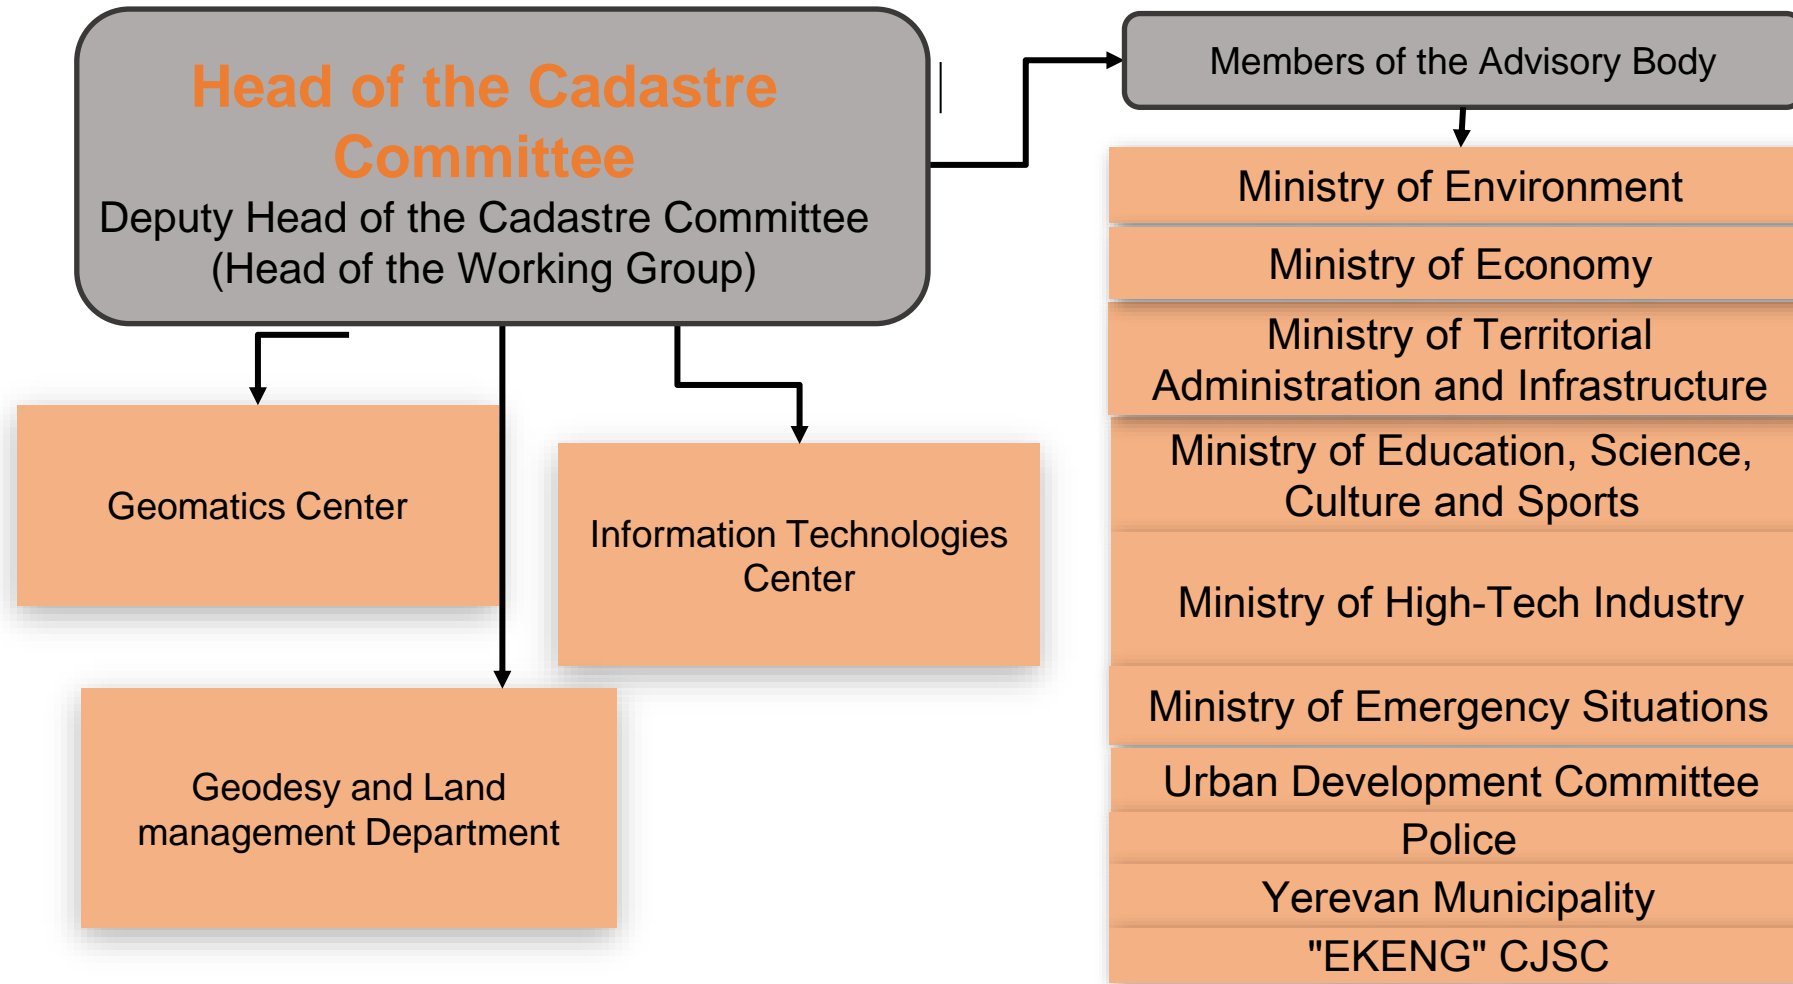 Head of the Cadastre
Committee
Deputy Head of the Cadastre Committee
(Head of the Working Group)
Geomatics Center
Information Technologies
Center
Geodesy and Land
management Department
Members of the Advisory Body
Ministry of Environment
Ministry of Economy
Ministry of Territorial
Administration and Infrastructure
Ministry of Education, Science,
Culture and Sports
Ministry of High-Tech Industry
Ministry of Emergency Situations
Urban Development Committee
Police
Yerevan Municipality
"EKENG" CJSC